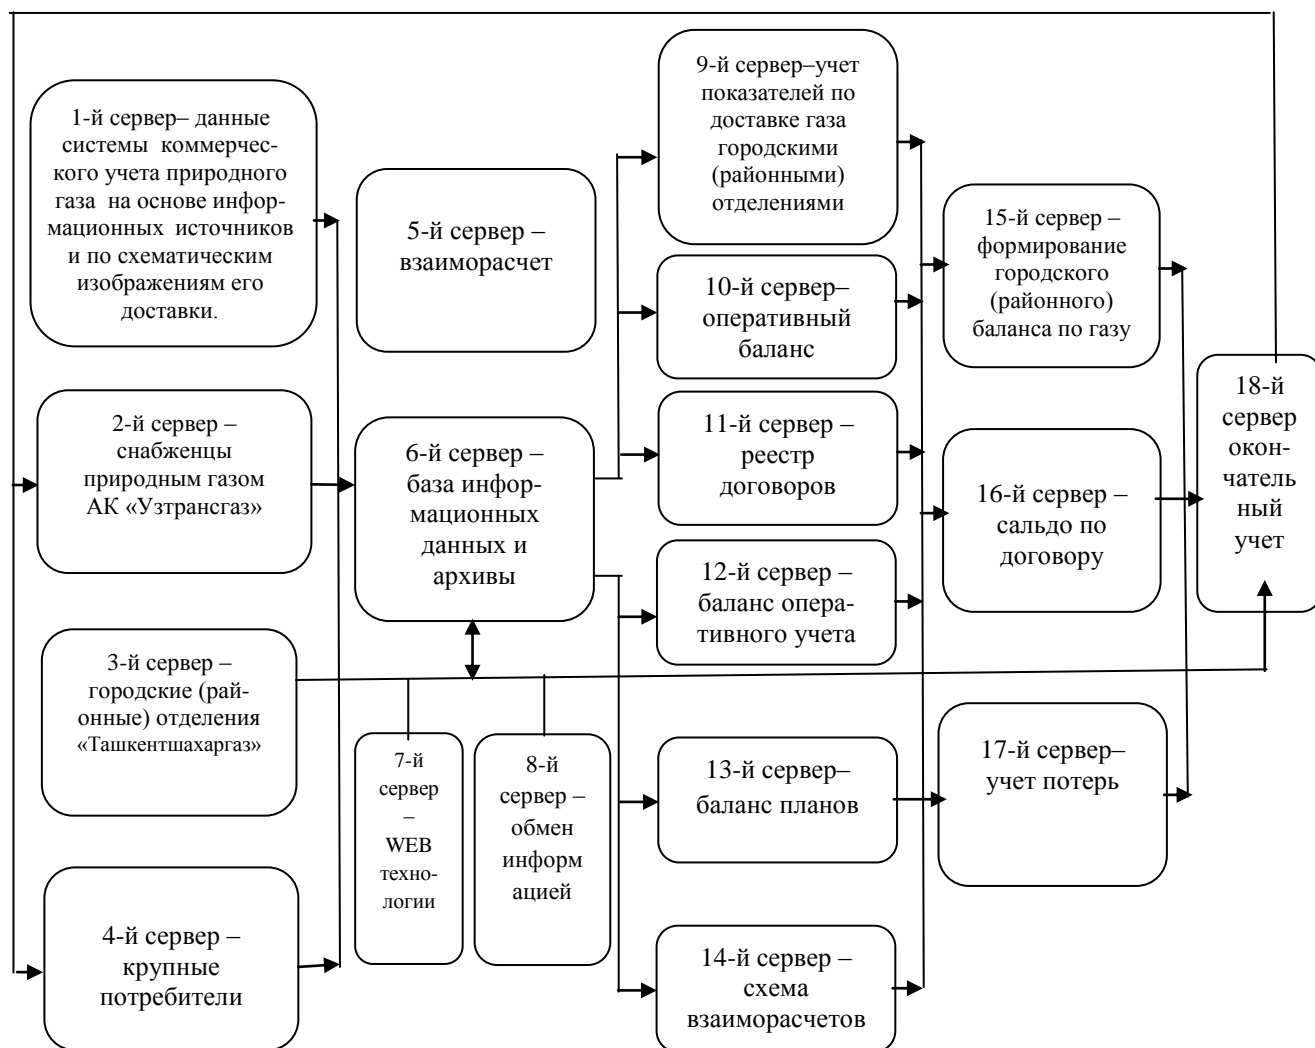 1-й сервер– данные
системы коммерчес-
кого учета природного
газа на основе инфор-
мационных источников
и по схематическим
изображениям его
доставки.
2-й сервер –
снабженцы
природным газом
АК «Узтрансгаз»
3-й сервер –
городские (рай-
онные) отделения
«Ташкентшахаргаз»
4-й сервер –
крупные
потребители
5-й сервер –
взаиморасчет
6-й сервер –
база инфор-
мационных
данных и
архивы
7-й
сервер
–
WEB
техно-
логии
8-й
сервер –
обмен
информ
ацией
9-й сервер–учет
показателей по
доставке газа
городскими
(районными)
отделениями
10-й сервер–
оперативный
баланс
11-й сервер –
реестр
договоров
12-й сервер –
баланс опера-
тивного учета
13-й сервер–
баланс планов
14-й сервер –
схема
взаиморасчетов
15-й сервер –
формирование
городского
(районного)
баланса по газу
16-й сервер –
сальдо по
договору
17-й сервер–
учет потерь
18-й
сервер
окон-
чатель
ный
учет